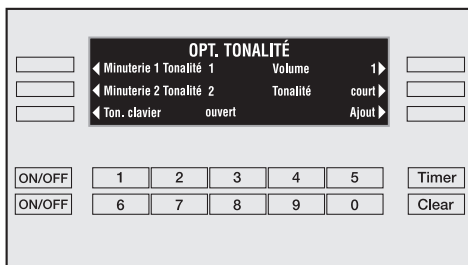 OPT. TONALITÉ
Minuterie 1 Tonalité 1 Volume 1
Minuterie 2 Tonalité 2 Tonalité court
Ton. clavier ouvert Ajout
ON/OFF 1 2 3 4 5 Timer
ON/OFF 6 7 8 9 0 Clear